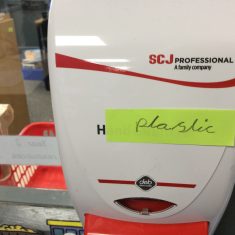 SCJ PROFESSIONAL
A family company
H
plastic
deb